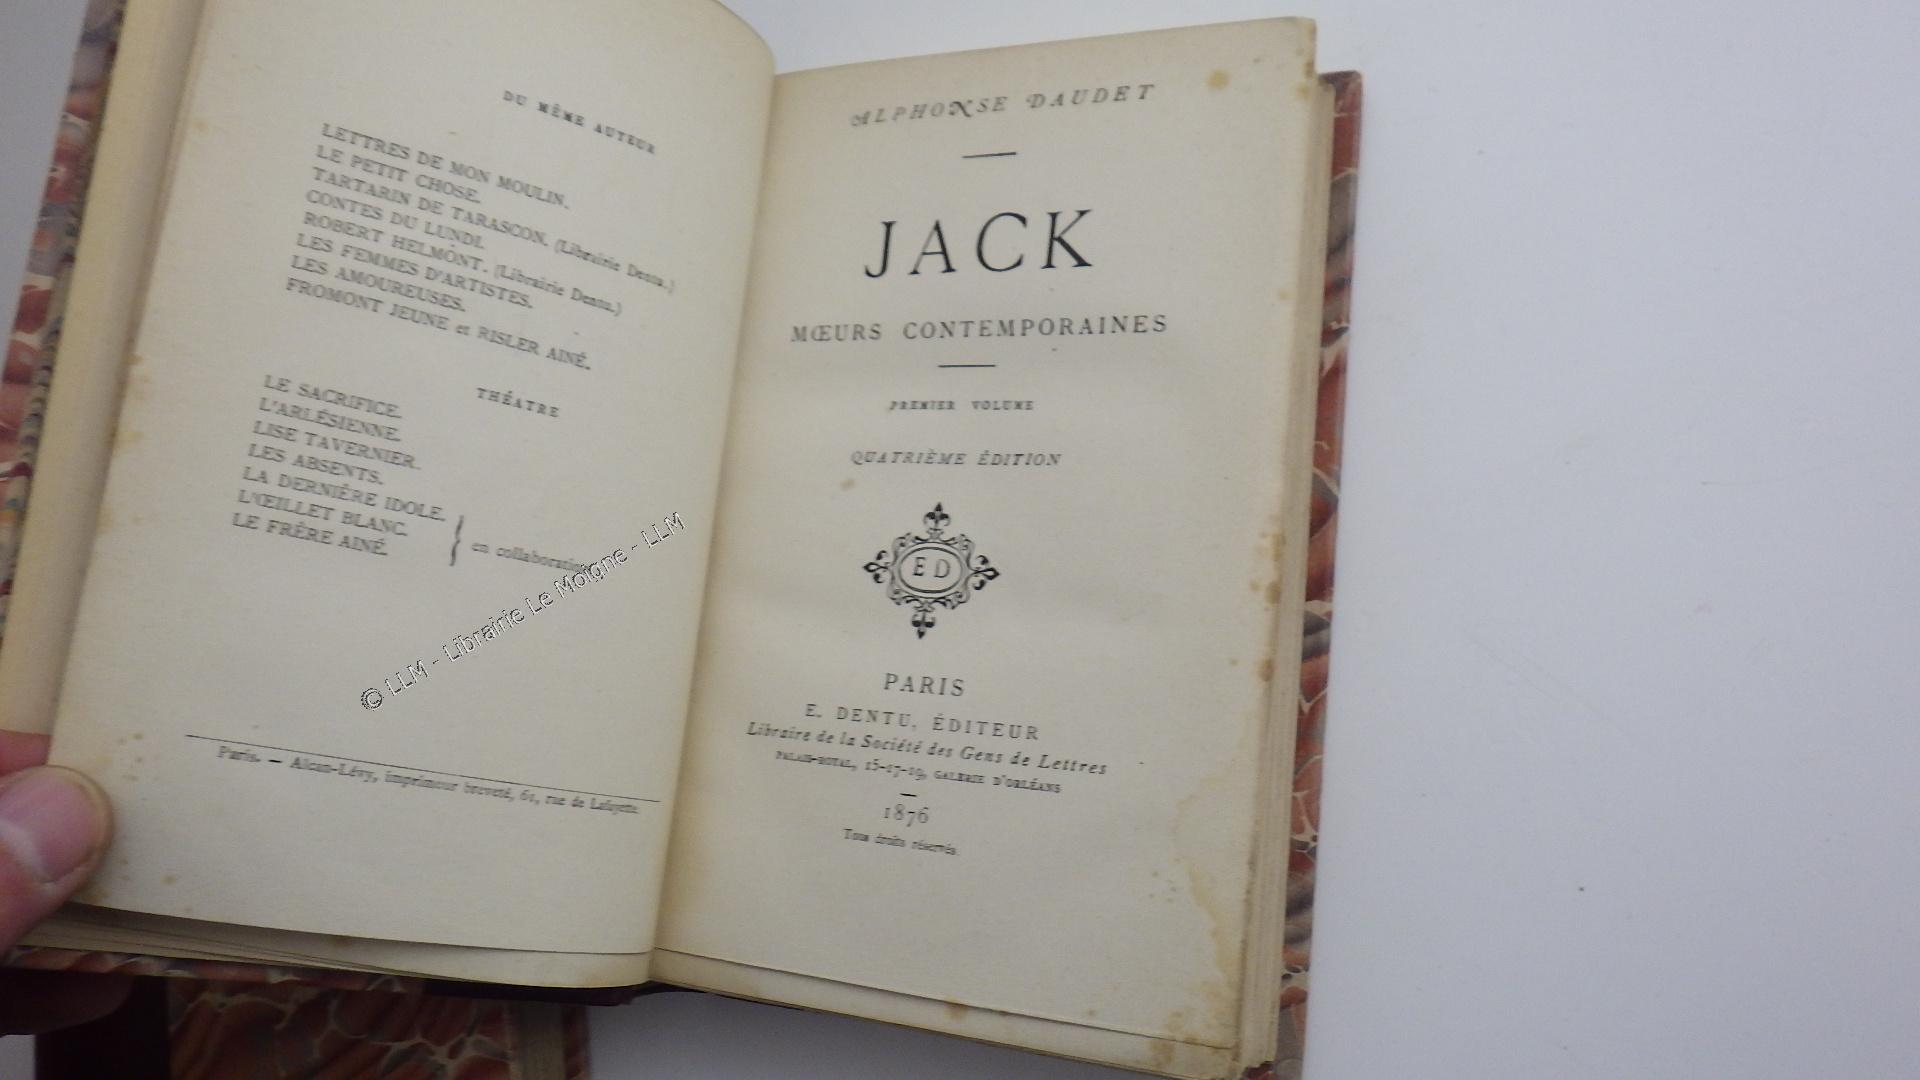 DU MÊME AUTEUR
LETTRES DE MON MOULIN.
LE PETIT CHOSE.
TARTARIN DE TARASCON. (Librairie Dentu.)
CONTES DU LUNDI.
ROBERT HELMONT. (Librairie Dentu.)
LES FEMMES D'ARTISTES.
LES AMOUREUSES.
FROMONT JEUNE et RISLER AINÉ.
THÉATRE
LE SACRIFICE.
L'ARLÉSIENNE.
LISE TAVERNIER.
LES ABSENTS.
LA DERNIÈRE IDOLE.
L'ŒILLET BLANC.
LE FRÈRE AINÉ.
en collaboration
© LLM - Librairie Le Moigne - LLM
Paris. — Alcan-Lévy, imprimeur breveté, 61, rue de Lafayette.
ALPHONSE DAUDET
JACK
MŒURS CONTEMPORAINES
PREMIER VOLUME
QUATRIÈME ÉDITION
ED
PARIS
E. DENTU, ÉDITEUR
Libraire de la Société des Gens de Lettres
PALAIS-ROYAL, 15-17-19, GALERIE D'ORLÉANS
1876
Tous droits réservés.